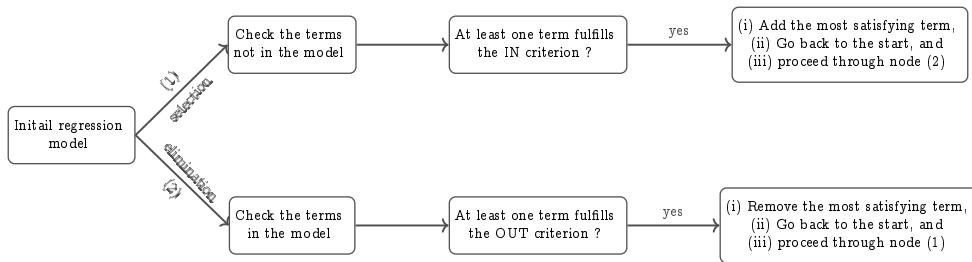 Initail regression
model
(1)
selection
Check the terms
not in the model
At least one term fulfills
the IN criterion ?
yes
(i) Add the most satisfying term,
(ii) Go back to the start, and
(iii) proceed through node (2)
elimination
(2)
Check the terms
in the model
At least one term fulfills
the OUT criterion ?
yes
(i) Remove the most satisfying term,
(ii) Go back to the start, and
(iii) proceed through node (1)